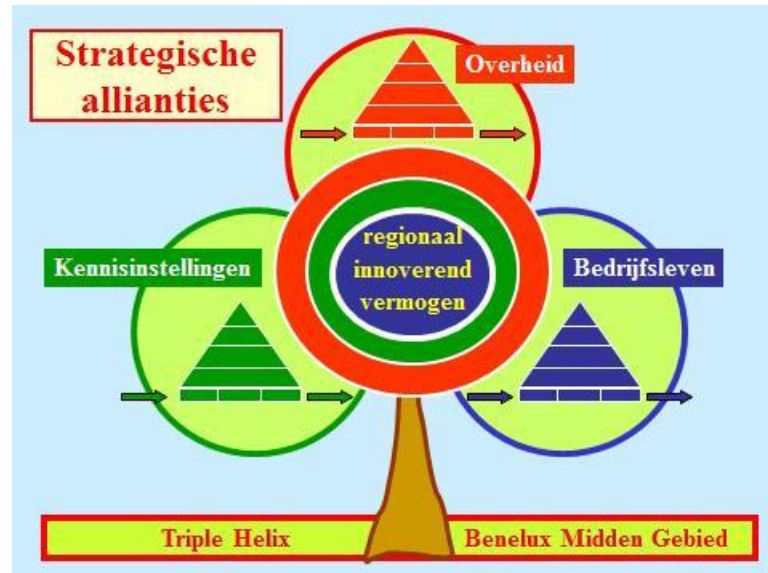 Strategische
allianties
Overheid
Kennisinstellingen
regionaal
innoverend
vermogen
Bedrijfsleven
Triple Helix
Benelux Midden Gebied